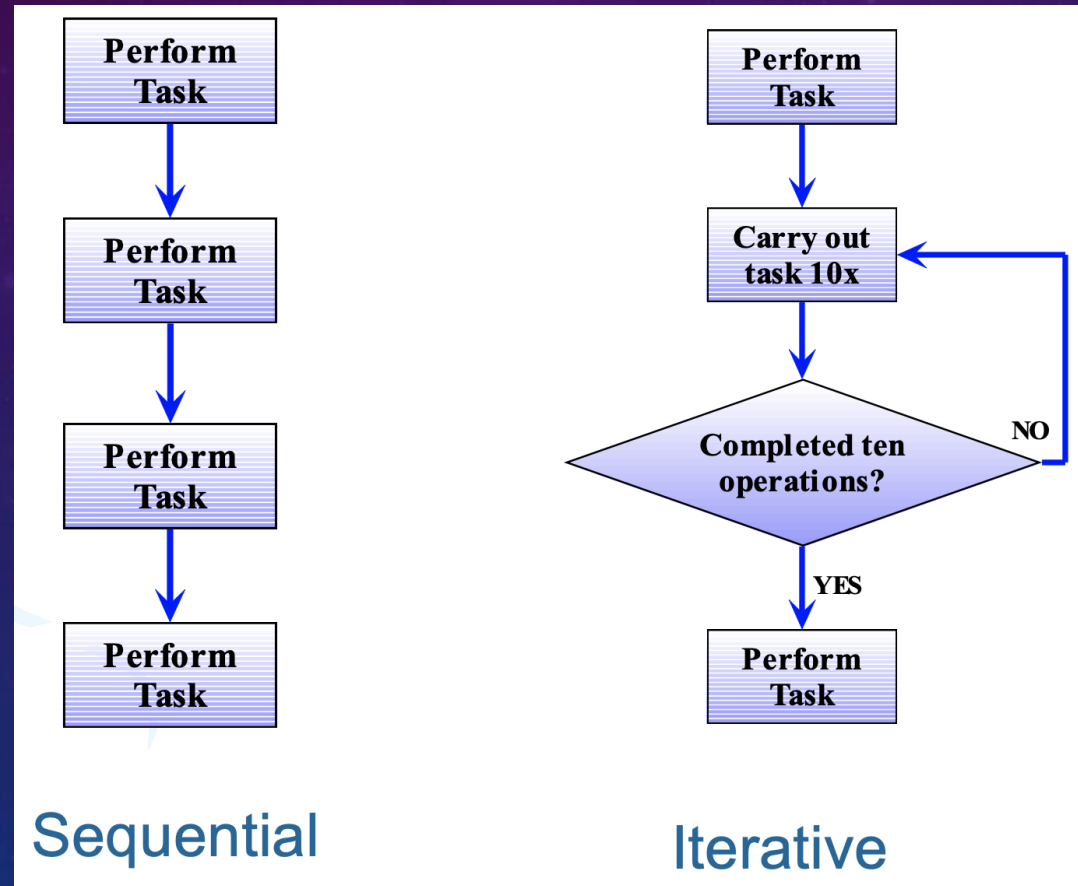 Perform
Task
Perform
Task
Perform
Task
Perform
Task
Sequential
Perform
Task
Carry out
task 10x
Completed ten
operations?
NO
YES
Perform
Task
Iterative